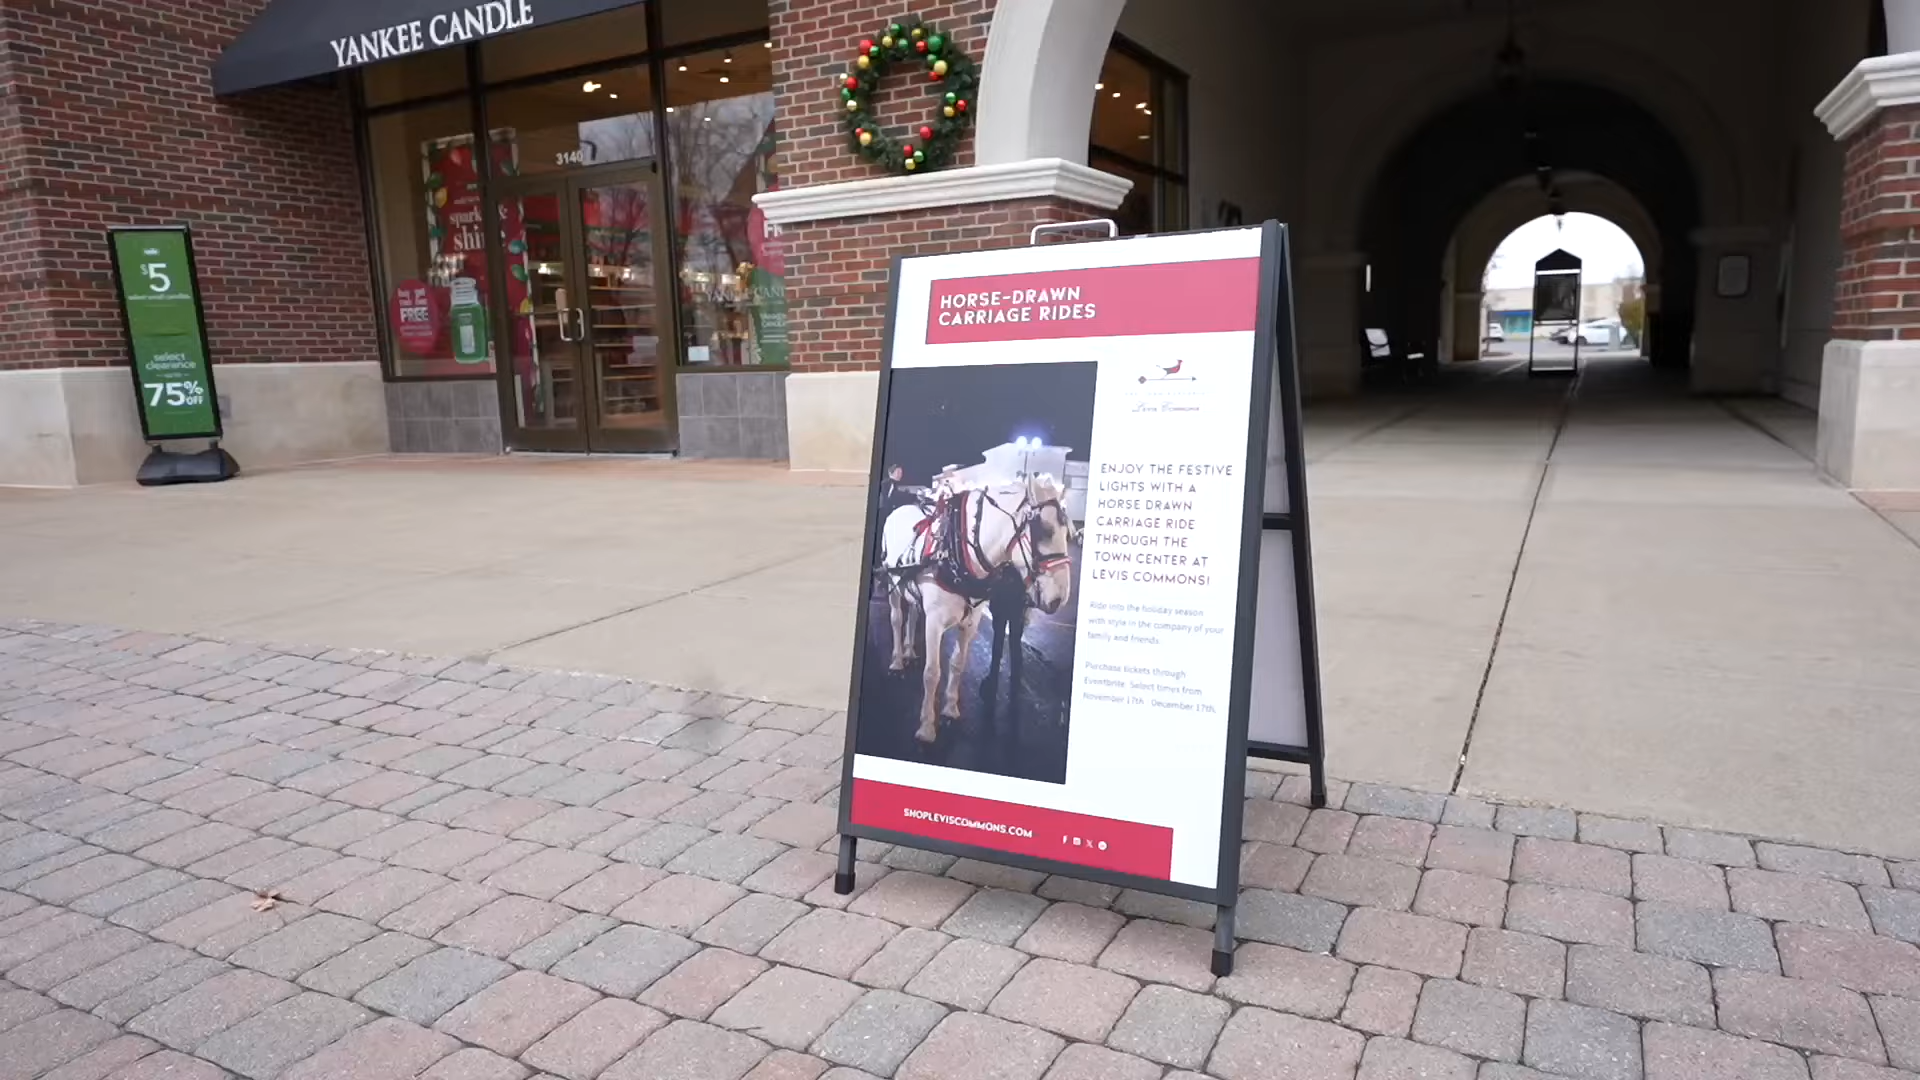 YANKEE CANDLE
3140
$5
select small candles
select
clearance
75% OFF
FREE
HORSE-DRAWN
CARRIAGE RIDES
Levis Commons
ENJOY THE FESTIVE
LIGHTS WITH A
HORSE DRAWN
CARRIAGE RIDE
THROUGH THE
TOWN CENTER AT
LEVIS COMMONS!
Ride into the holiday season
with style in the company of your
family and friends.
Purchase tickets through
Eventbrite. Select times from
November 17th - December 17th.
SHOPLEVISCOMMONS.COM